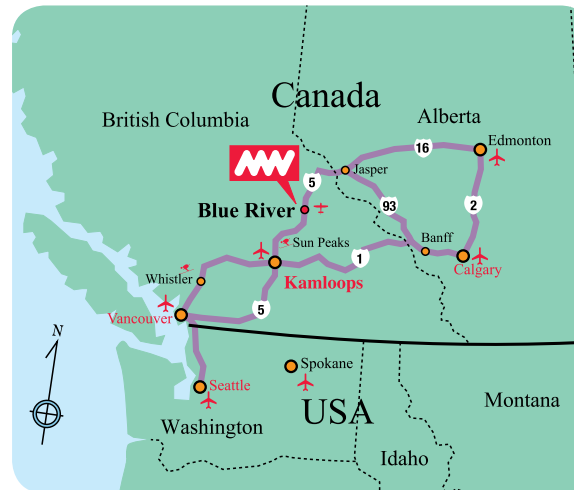 Canada
British Columbia
Alberta
16
Edmonton
Jasper
5
93
2
Blue River
Sun Peaks
Banff
1
Calgary
Whistler
Kamloops
5
Vancouver
N
Spokane
Seattle
USA
Montana
Washington
Idaho